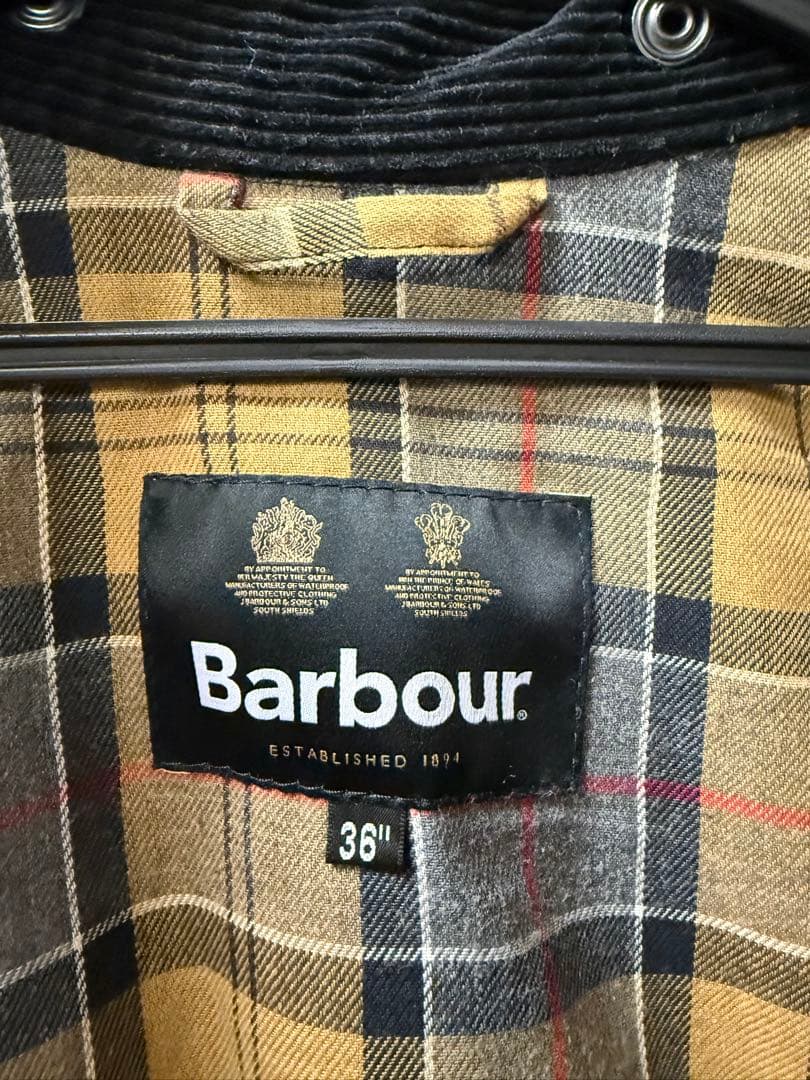 BY APPOINTMENT TO
HER MAJESTY THE QUEEN
MANUFACTURERS OF WATERPROOF
AND PROTECTIVE CLOTHING
J BARBOUR & SONS LTD
SOUTH SHIELDS
BY APPOINTMENT TO
HRH THE PRINCE OF WALES
MANUFACTURERS OF WATERPROOF
AND PROTECTIVE CLOTHING
J BARBOUR & SONS LTD
SOUTH SHIELDS
Barbour®
ESTABLISHED 1894
36"